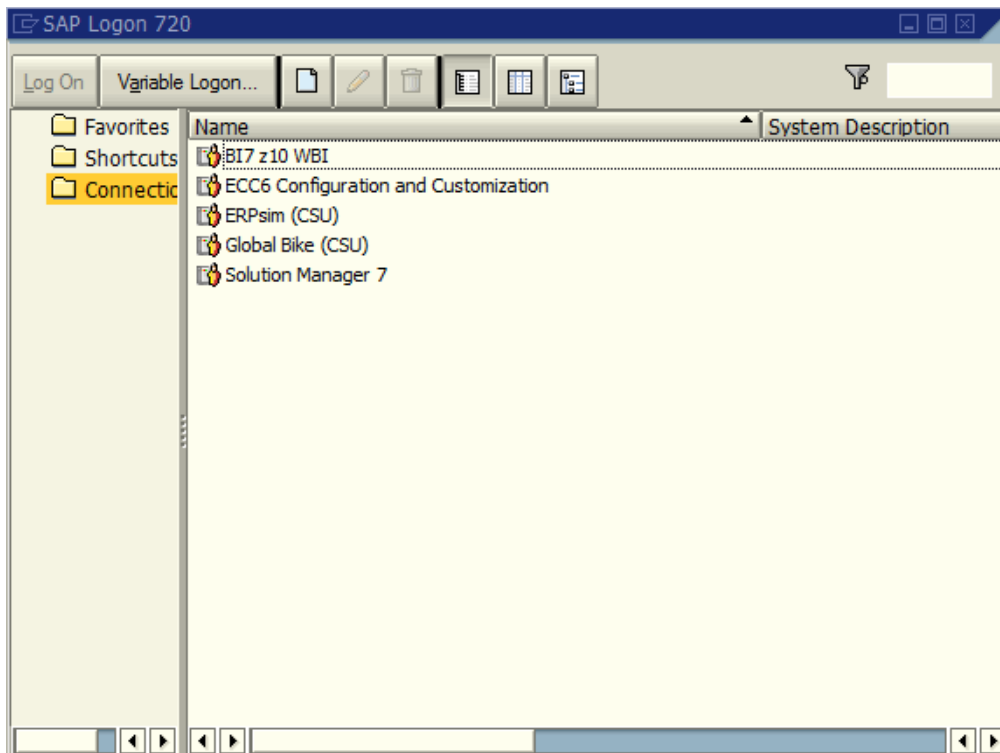 SAP Logon 720
Log On Variable Logon...
Favorites
Shortcuts
Connectic
Name System Description
BI7 z10 WBI
ECC6 Configuration and Customization
ERPsim (CSU)
Global Bike (CSU)
Solution Manager 7